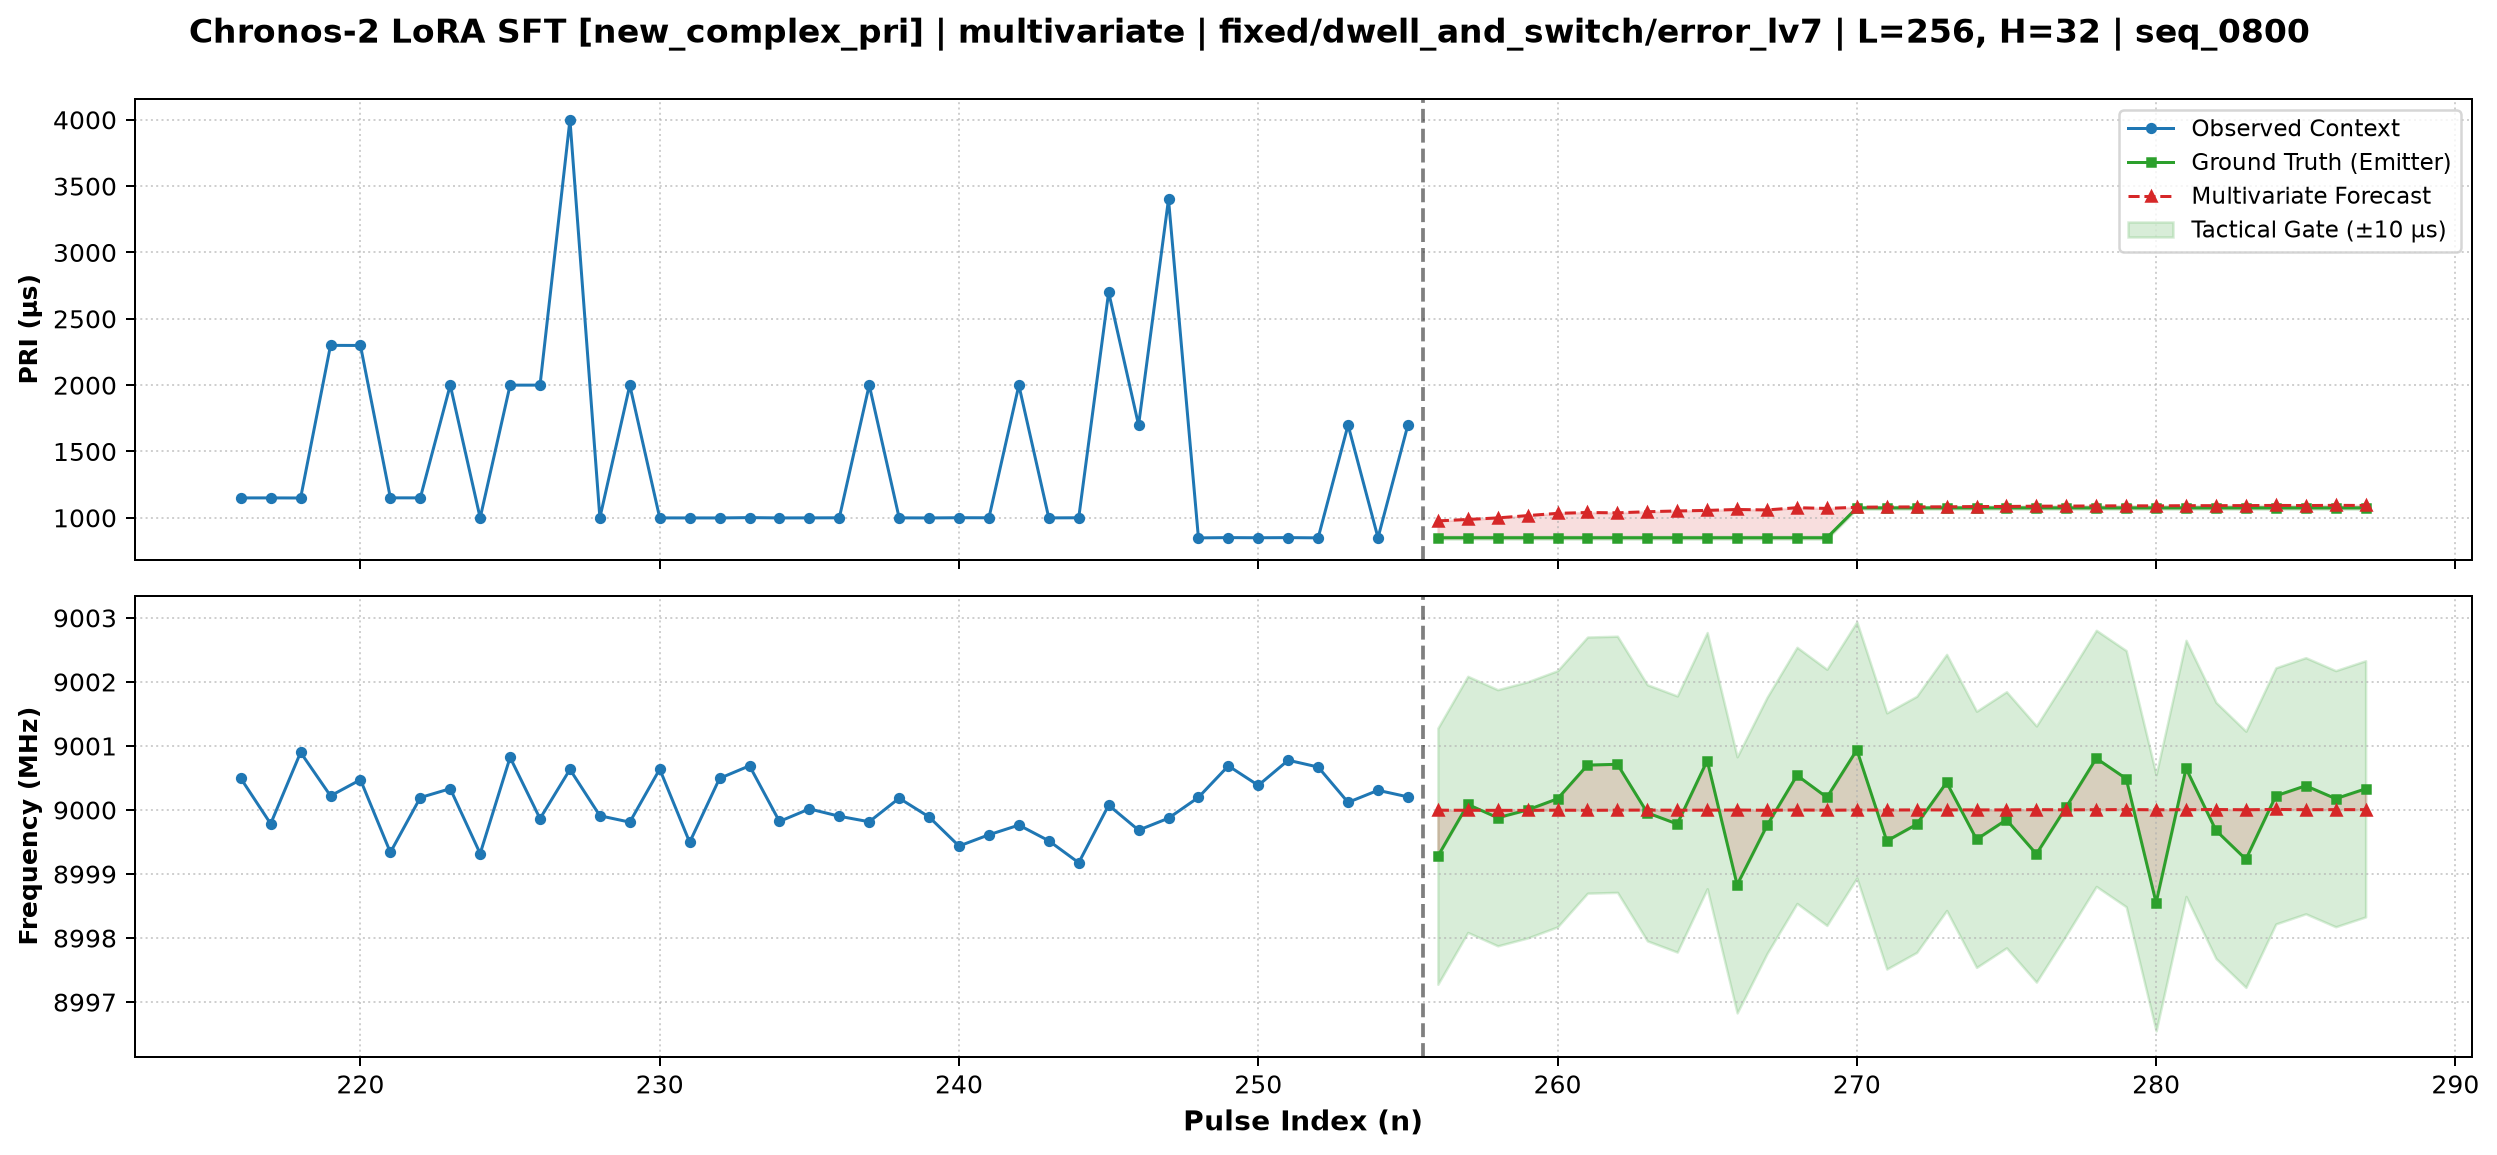 Chronos-2 LoRA SFT [new_complex_pri] | multivariate | fixed/dwell_and_switch/error_lv7 | L=256, H=32 | seq_0800
4000
3500
3000
2500
2000
1500
1000
PRI (µs)
Observed Context
Ground Truth (Emitter)
Multivariate Forecast
Tactical Gate (±10 µs)
9003
9002
9001
9000
8999
8998
8997
Frequency (MHz)
220 230 240 250 260 270 280 290
Pulse Index (n)